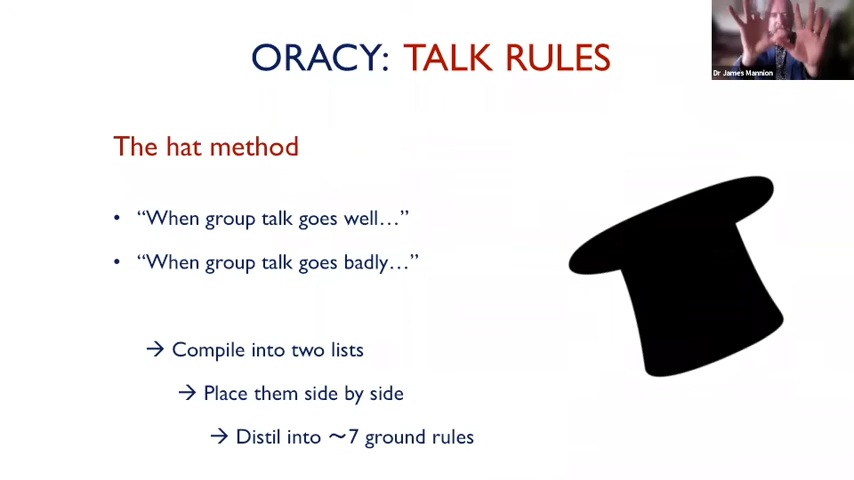 ORACY: TALK RULES
Dr James Mannion
The hat method
• “When group talk goes well…”
• “When group talk goes badly…”
→ Compile into two lists
→ Place them side by side
→ Distil into ~7 ground rules